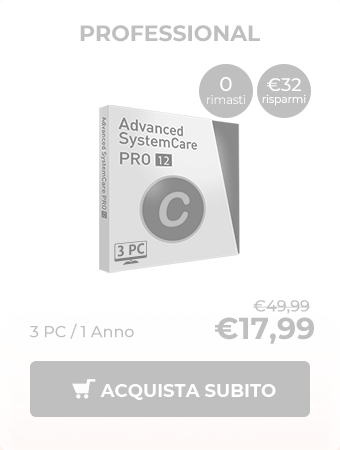 PROFESSIONAL
0
rimasti
€32
risparmi
Advanced
SystemCare
PRO 12
Advanced SystemCare PRO 12
C
3 PC
€49,99
3 PC / 1 Anno
€17,99
ACQUISTA SUBITO